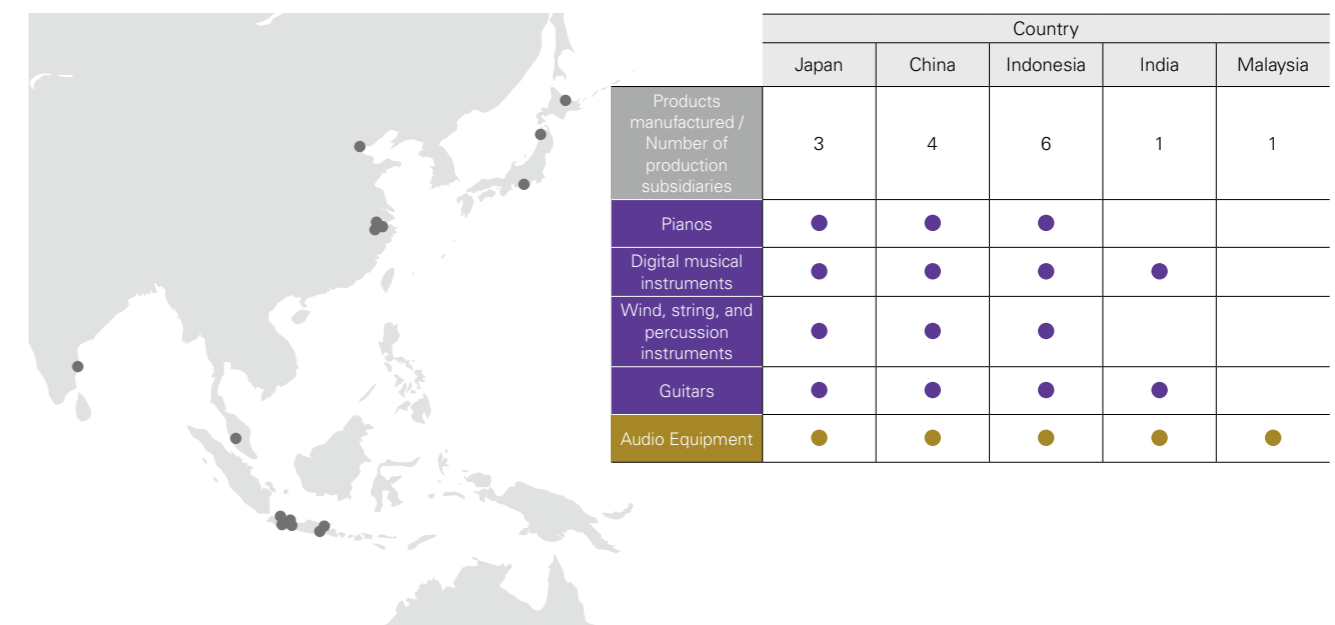 Country
Japan China Indonesia India Malaysia
Products
manufactured /
Number of
production
subsidiaries
3 4 6 1 1
Pianos
Digital musical
instruments
Wind, string, and
percussion
instruments
Guitars
Audio Equipment